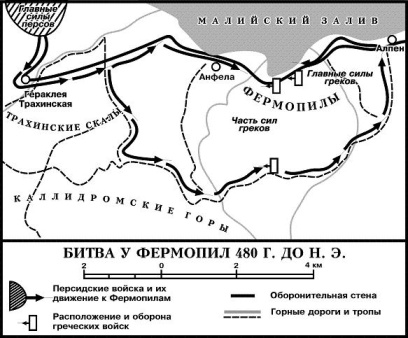 Главные
силы
персов
МАЛИЙСКИЙ ЗАЛИВ
Алпен
Анфела
Главные силы
греков
Гераклея
Трахинская
ФЕРМОПИЛЫ
ТРАХИНСКИЕ СКАЛЫ
Часть сил
греков
КАЛЛИДРОМСКИЕ ГОРЫ
БИТВА У ФЕРМОПИЛ 480 Г. ДО Н. Э.
2 0 2 4 км
Персидские войска и их
движение к Фермопилам
Оборонительная стена
Расположение и оборона
греческих войск
Горные дороги и тропы